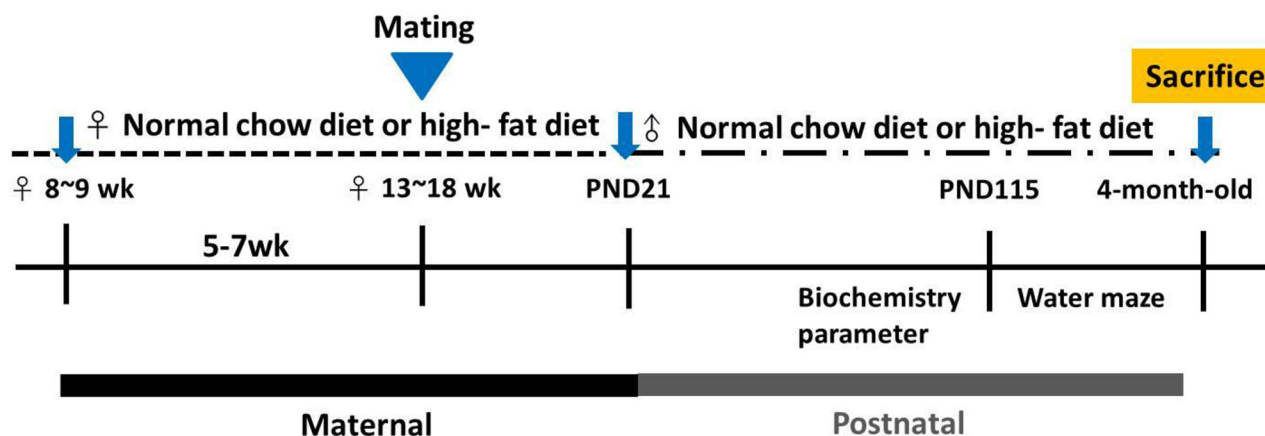 Mating
Sacrifice
♀ Normal chow diet or high- fat diet
♂ Normal chow diet or high- fat diet
♀ 8~9 wk
♀ 13~18 wk
PND21
PND115
4-month-old
5-7wk
Biochemistry
parameter
Water maze
Maternal
Postnatal